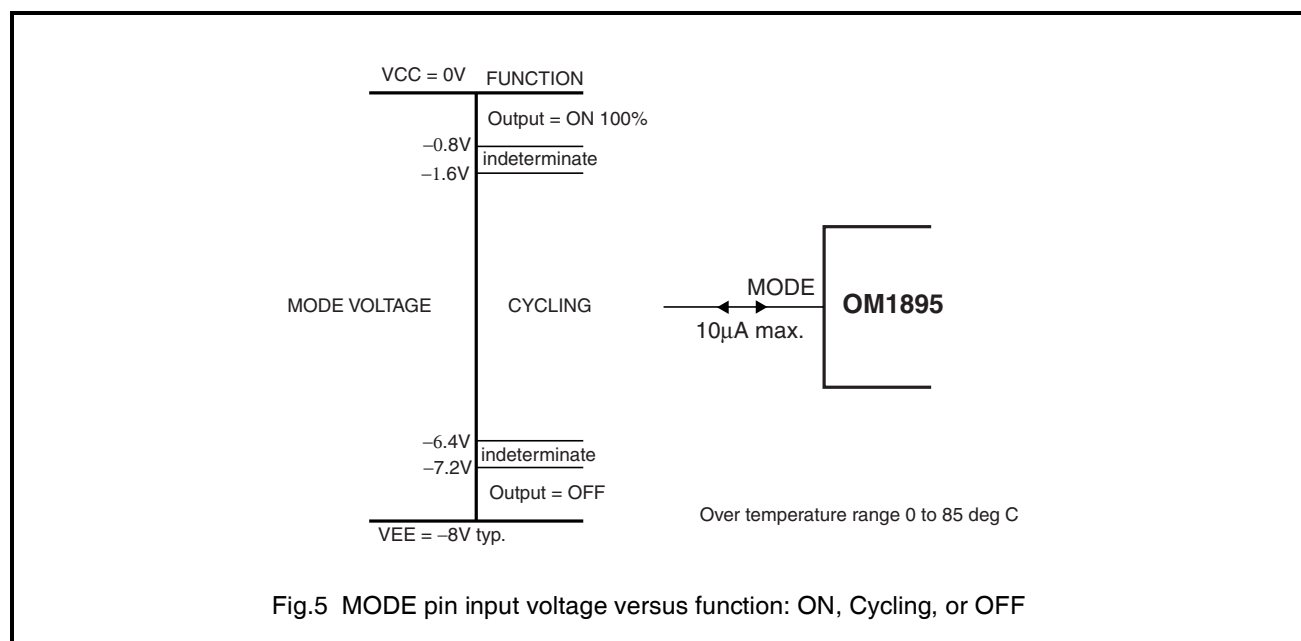 VCC = 0V FUNCTION
Output = ON 100%
–0.8V
indeterminate
–1.6V
MODE VOLTAGE CYCLING
MODE
OM1895
10μA max.
–6.4V
indeterminate
–7.2V
Output = OFF
Over temperature range 0 to 85 deg C
VEE = –8V typ.
Fig.5 MODE pin input voltage versus function: ON, Cycling, or OFF